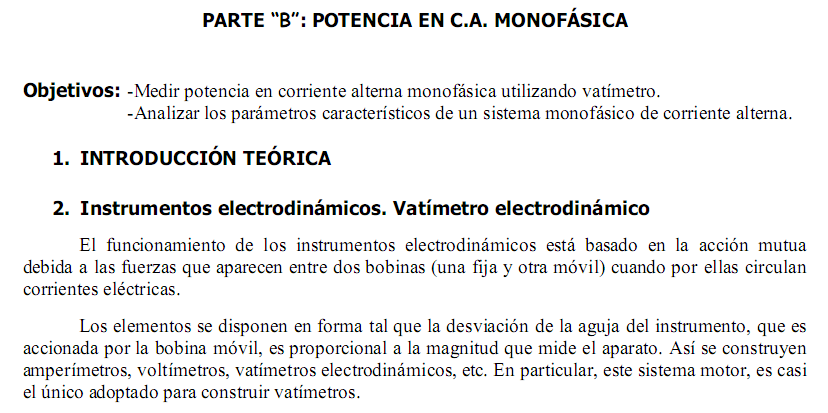 PARTE “B”: POTENCIA EN C.A. MONOFÁSICA
Objetivos: -Medir potencia en corriente alterna monofásica utilizando vatímetro.
-Analizar los parámetros característicos de un sistema monofásico de corriente alterna.
1. INTRODUCCIÓN TEÓRICA
2. Instrumentos electrodinámicos. Vatímetro electrodinámico
El funcionamiento de los instrumentos electrodinámicos está basado en la acción mutua
debida a las fuerzas que aparecen entre dos bobinas (una fija y otra móvil) cuando por ellas circulan
corrientes eléctricas.
Los elementos se disponen en forma tal que la desviación de la aguja del instrumento, que es
accionada por la bobina móvil, es proporcional a la magnitud que mide el aparato. Así se construyen
amperímetros, voltímetros, vatímetros electrodinámicos, etc. En particular, este sistema motor, es casi
el único adoptado para construir vatímetros.